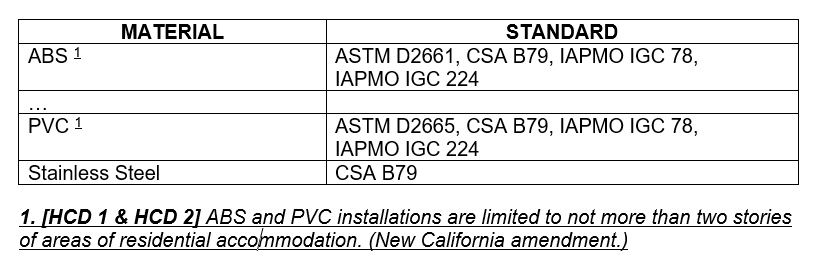 MATERIAL STANDARD
ABS 1 ASTM D2661, CSA B79, IAPMO IGC 78,
IAPMO IGC 224
…
PVC 1 ASTM D2665, CSA B79, IAPMO IGC 78,
IAPMO IGC 224
Stainless Steel CSA B79
1. [HCD 1 & HCD 2] ABS and PVC installations are limited to not more than two stories
of areas of residential accommodation. (New California amendment.)